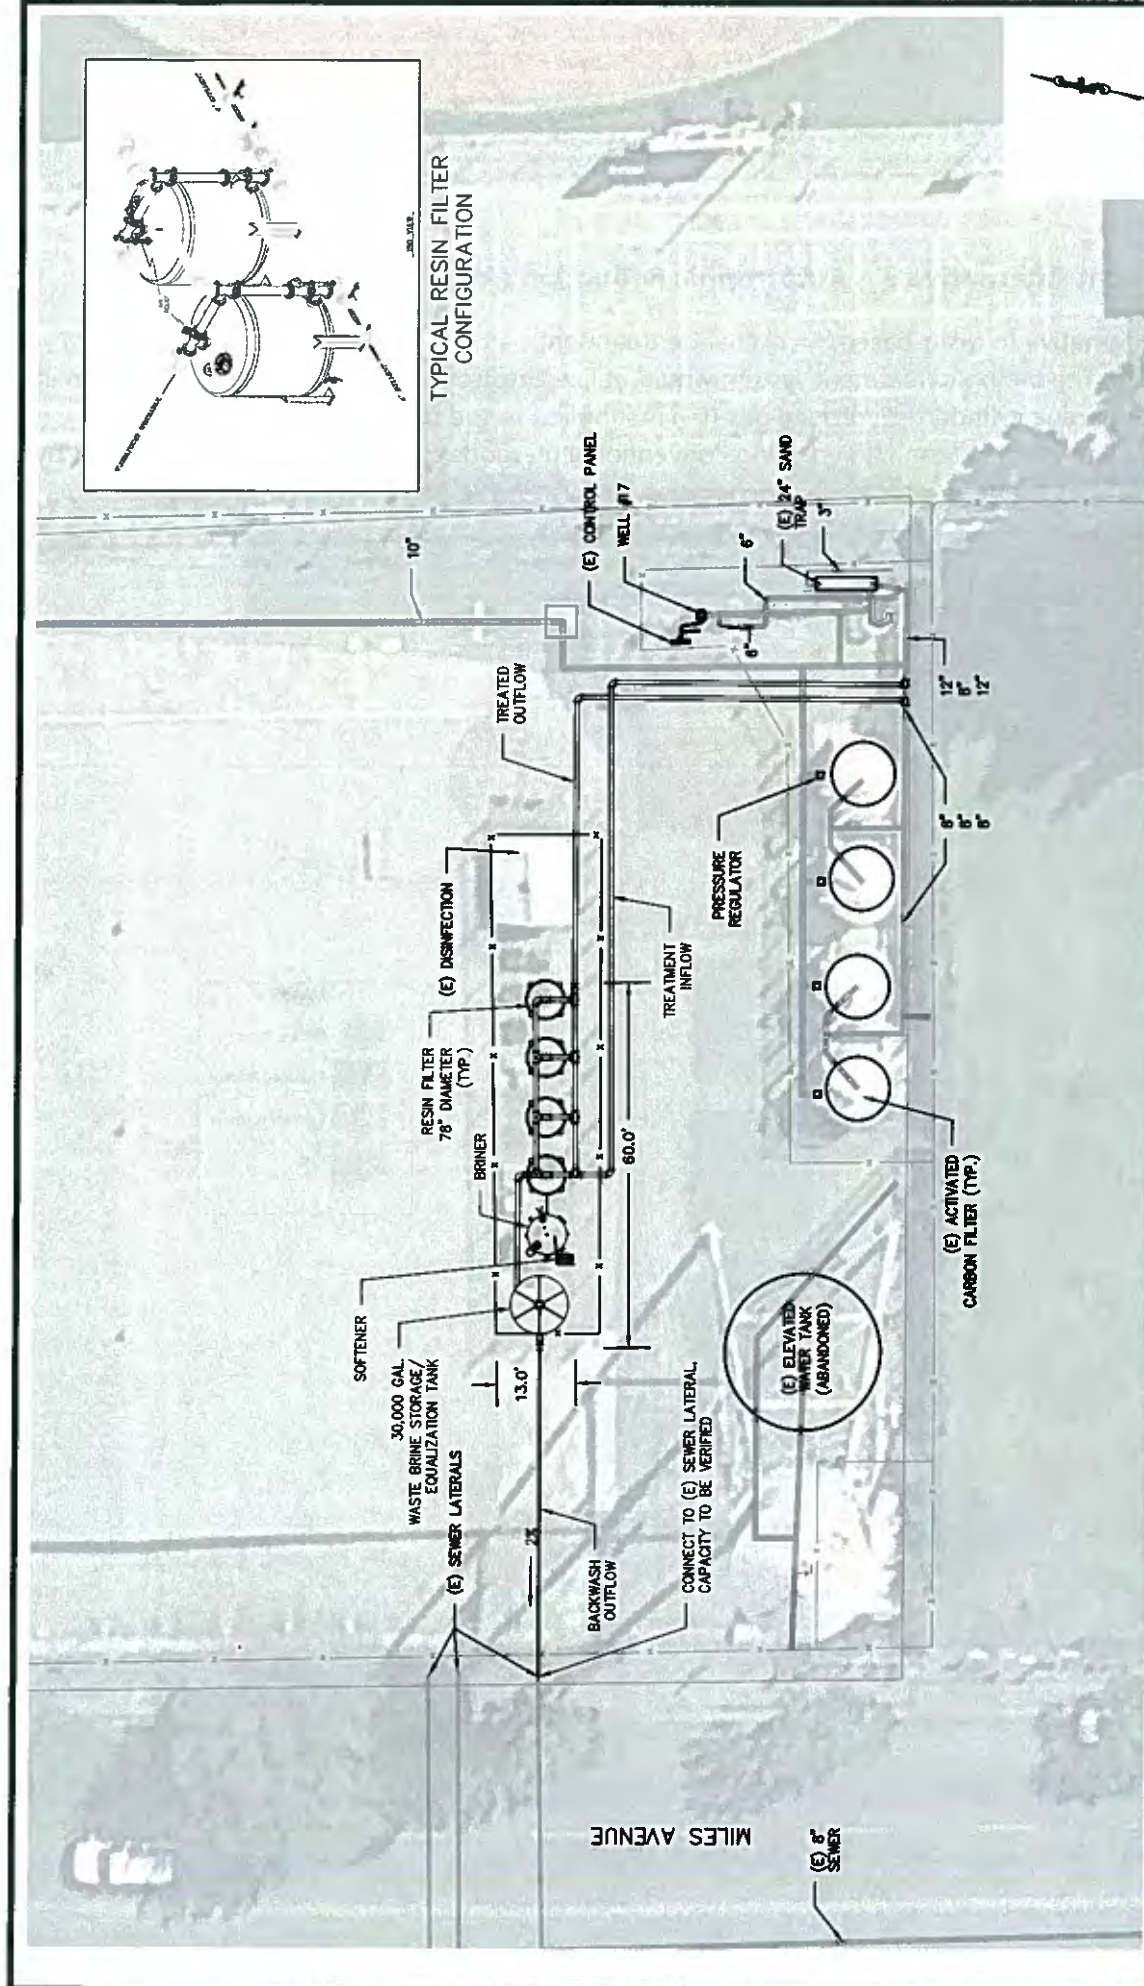 TYPICAL RESIN FILTER
CONFIGURATION
(E) CONTROL PANEL
WELL #17
6"
(E) 24" SAND
TRAP
3"
10"
8"
TREATED
OUTFLOW
12"
8"
12"
8"
8"
8"
(E) DISINFECTION
PRESSURE
REGULATOR
RESIN FILTER
78" DIAMETER
(TYP.)
TREATMENT
INFLOW
BRINER
60.0'
(E) ACTIVATED
CARBON FILTER (TYP.)
SOFTENER
30,000 GAL.
WASTE BRINE STORAGE/
EQUALIZATION TANK
13.0'
(E) ELEVATED
WATER TANK
(ABANDONED)
(E) SEWER LATERALS
2%
BACKWASH
OUTFLOW
CONNECT TO (E) SEWER LATERAL,
CAPACITY TO BE VERIFIED
MILES AVENUE
(E) 8"
SEWER